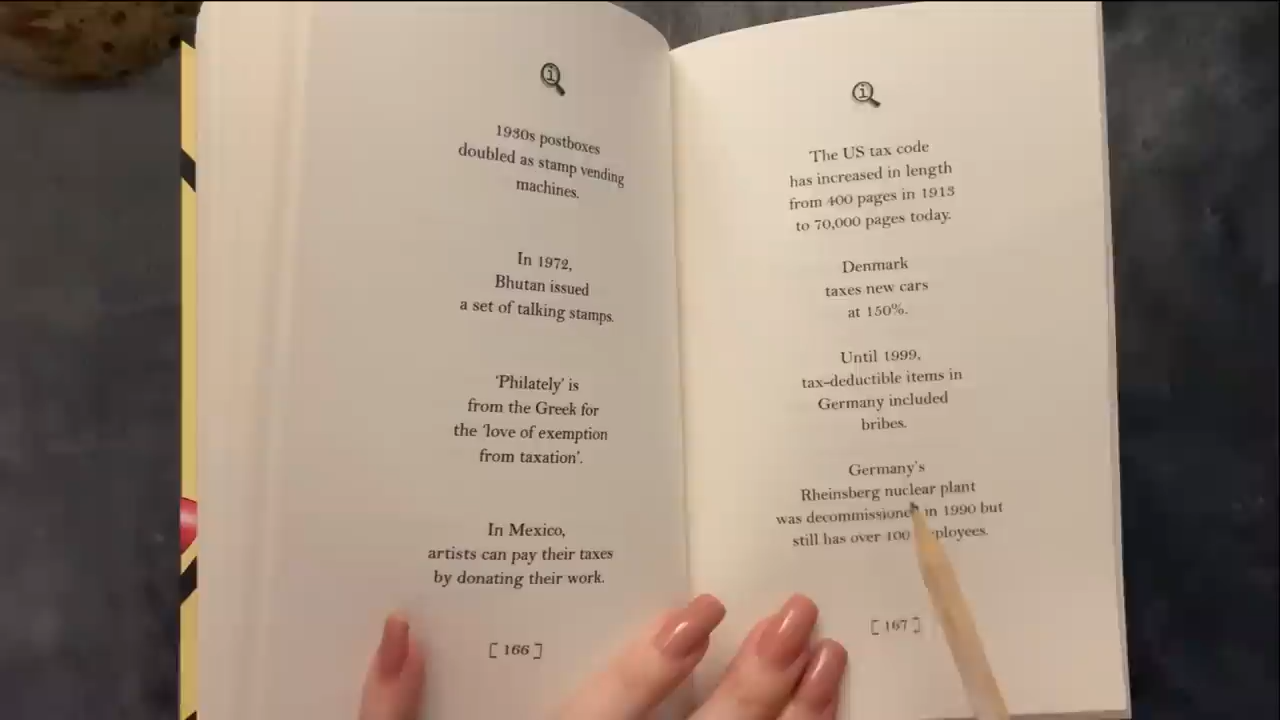 1930s postboxes
doubled as stamp vending
machines.
In 1972,
Bhutan issued
a set of talking stamps.
‘Philately’ is
from the Greek for
the ‘love of exemption
from taxation’.
In Mexico,
artists can pay their taxes
by donating their work.
[ 166 ]
The US tax code
has increased in length
from 400 pages in 1913
to 70,000 pages today.
Denmark
taxes new cars
at 150%.
Until 1999,
tax-deductible items in
Germany included
bribes.
Germany’s
Rheinsberg nuclear plant
was decommissioned in 1990 but
still has over 100 employees.
[ 167 ]